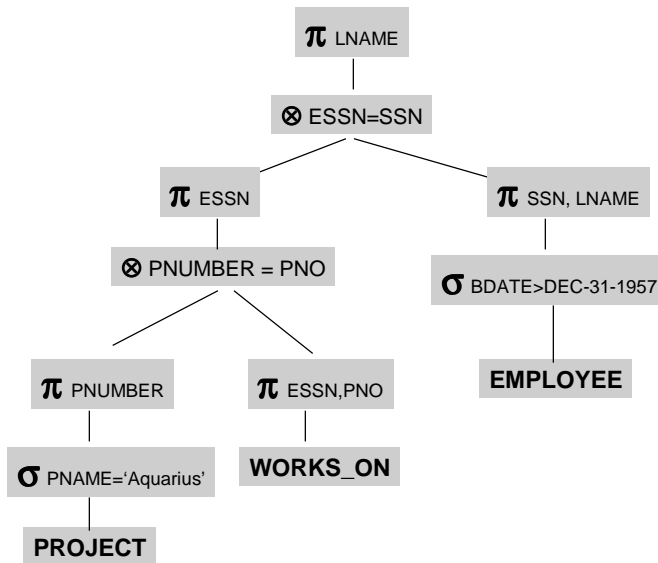 π LNAME
⊗ ESSN=SSN
π ESSN
π SSN, LNAME
⊗ PNUMBER = PNO
σ BDATE>DEC-31-1957
π PNUMBER
π ESSN,PNO
EMPLOYEE
σ PNAME=‘Aquarius’
WORKS_ON
PROJECT